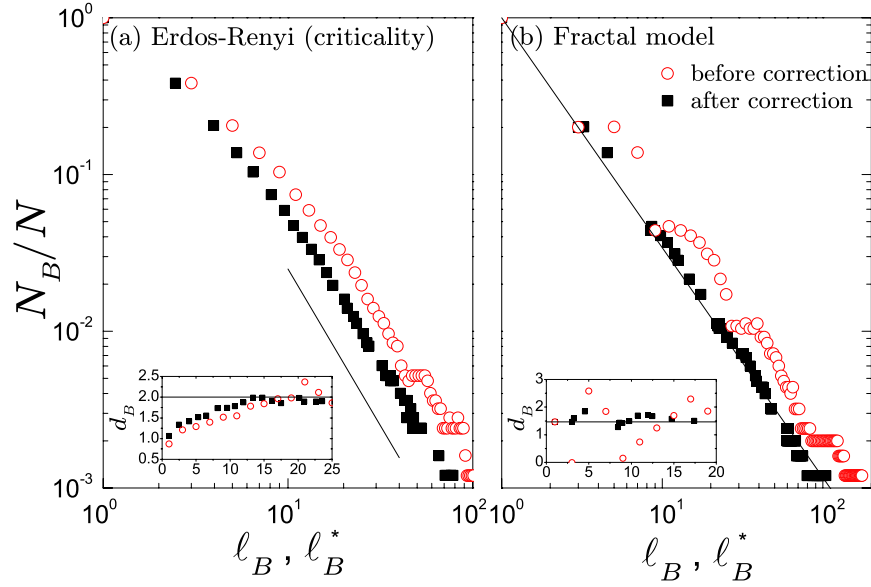 (a) Erdos-Renyi (criticality)
(b) Fractal model
before correction
after correction
10^0
10^-1
10^-2
10^-3
N_B/N
2.5
2.0
1.5
1.0
0.5
d_B
0 5 10 15 20 25
3
2
1
0
d_B
0 5 10 15 20
10^0 10^1 10^2
10^0 10^1 10^2
ℓ_B , ℓ_B^*
ℓ_B , ℓ_B^*